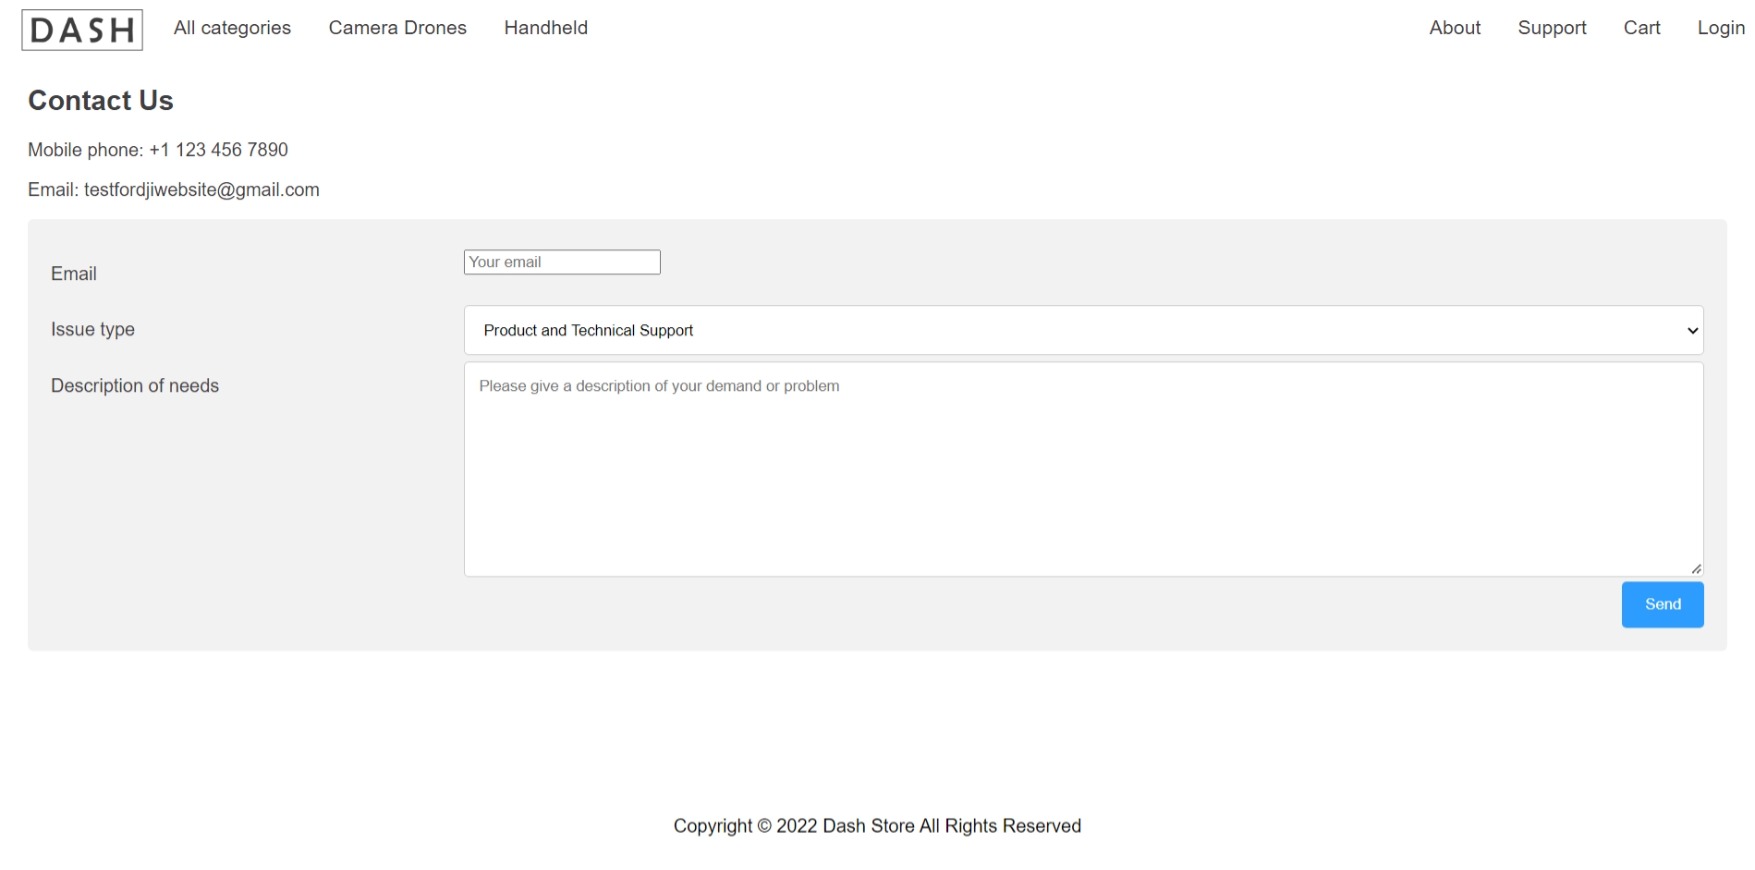 DASH All categories Camera Drones Handheld About Support Cart Login
Contact Us
Mobile phone: +1 123 456 7890
Email: testfordjiwebsite@gmail.com
Email Your email
Issue type Product and Technical Support
Description of needs Please give a description of your demand or problem
Send
Copyright © 2022 Dash Store All Rights Reserved